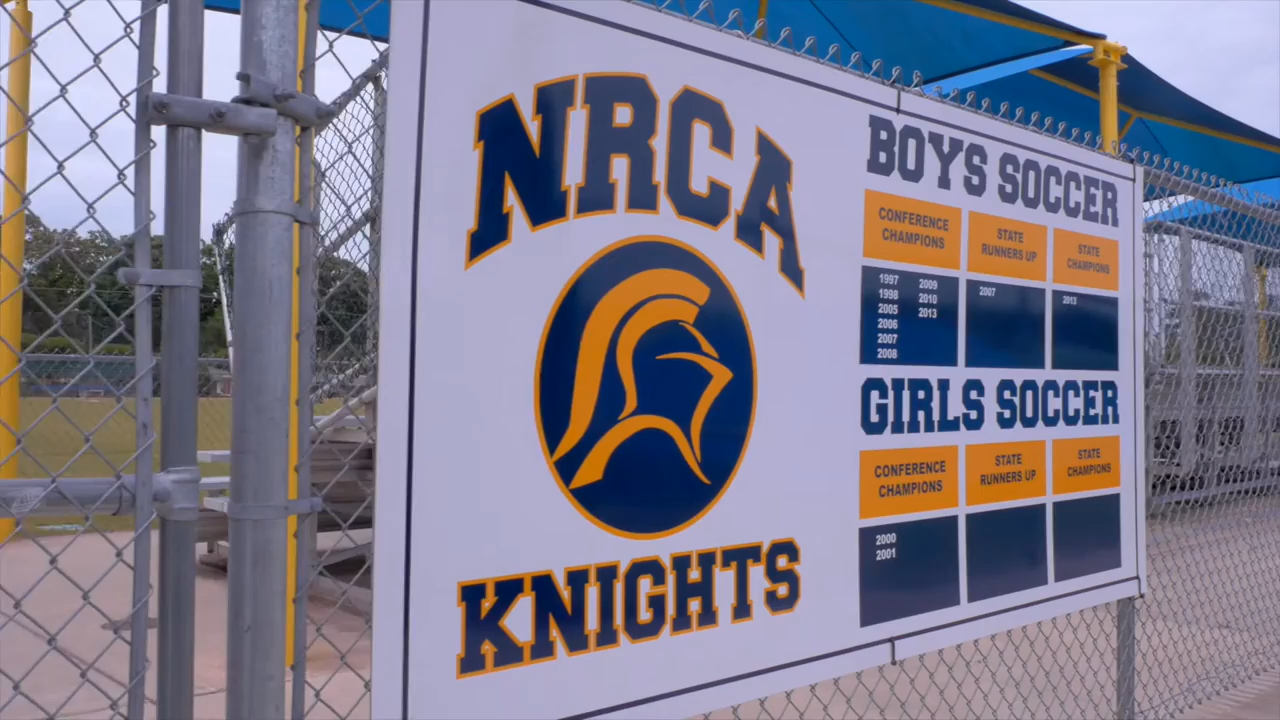 NRCA
KNIGHTS
BOYS SOCCER
CONFERENCE
CHAMPIONS
STATE
RUNNERS UP
STATE
CHAMPIONS
1997 2009
1998 2010
2005 2013
2006
2007
2008
2007
2013
GIRLS SOCCER
CONFERENCE
CHAMPIONS
STATE
RUNNERS UP
STATE
CHAMPIONS
2000
2001